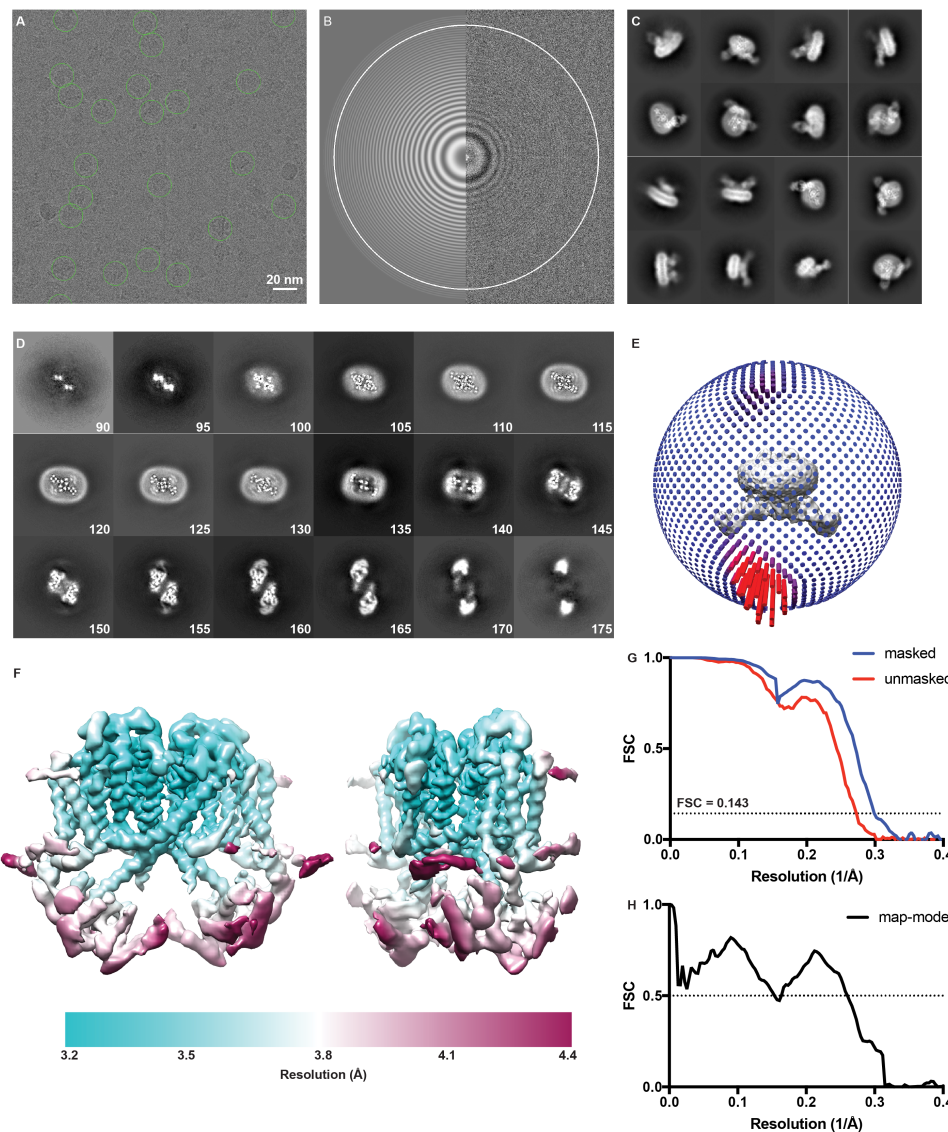 A
20 nm
B
C
D
90
95
100
105
110
115
120
125
130
135
140
145
150
155
160
165
170
175
E
F
3.2
3.5
3.8
4.1
4.4
Resolution (Å)
G
1.0
0.5
0.0
FSC
masked
unmasked
FSC = 0.143
0.0
0.1
0.2
0.3
0.4
Resolution (1/Å)
H
1.0
0.5
0.0
FSC
map-mode
0.0
0.1
0.2
0.3
0.4
Resolution (1/Å)